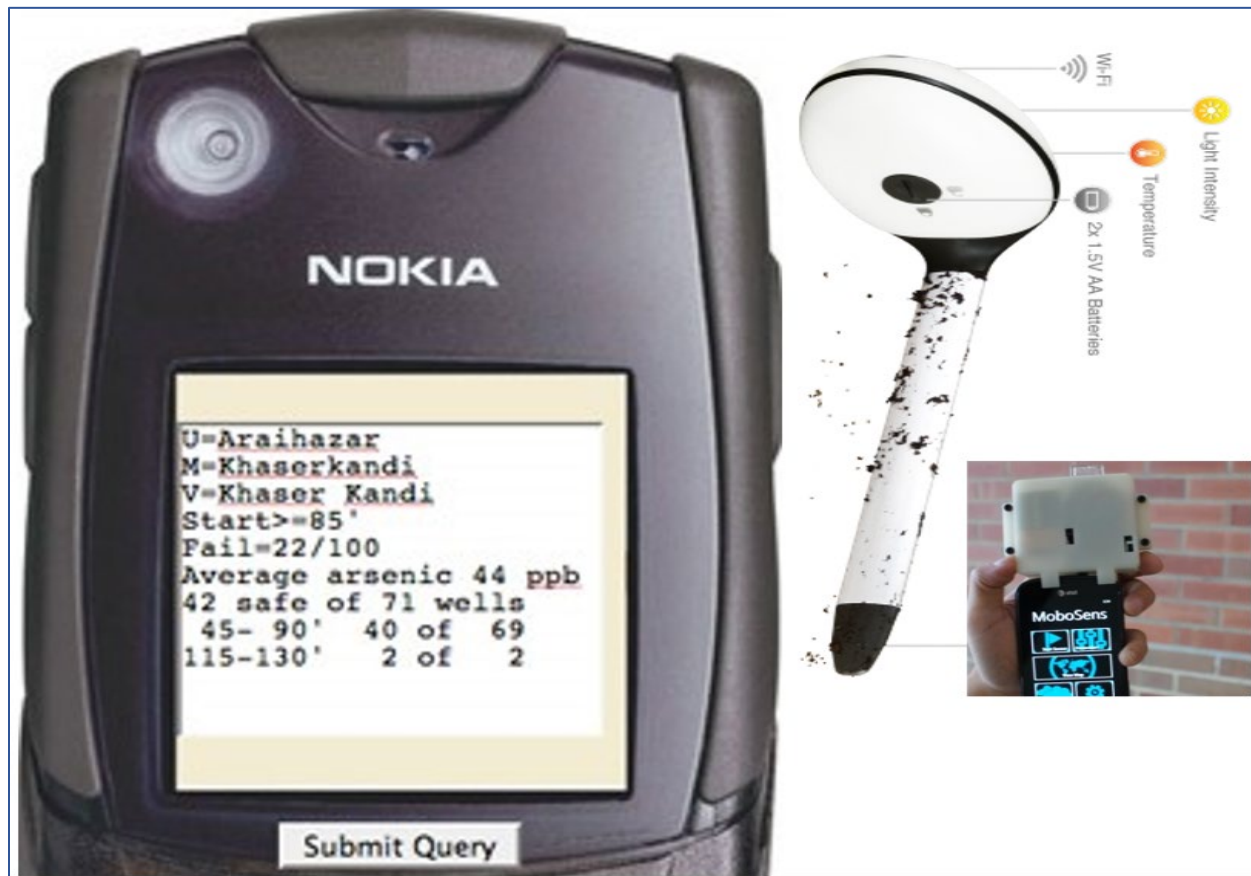 NOKIA
U=Araihazar
M=Khaserkandi
V=Khaser Kandi
Start>=85'
Fail=22/100
Average arsenic 44 ppb
42 safe of 71 wells
45- 90' 40 of 69
115-130' 2 of 2
Submit Query
Wi-Fi
Light Intensity
Temperature
2x 1.5V AA Batteries
MoboSens